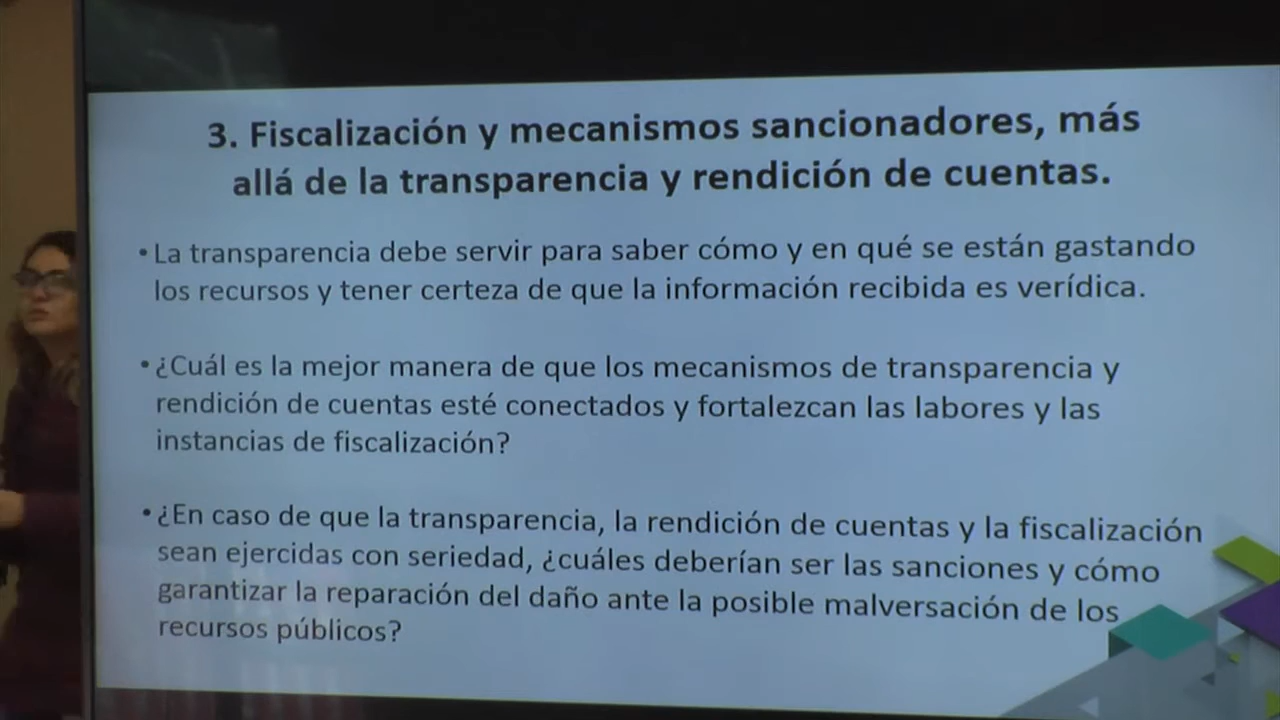 3. Fiscalización y mecanismos sancionadores, más
allá de la transparencia y rendición de cuentas.
• La transparencia debe servir para saber cómo y en qué se están gastando
los recursos y tener certeza de que la información recibida es verídica.
• ¿Cuál es la mejor manera de que los mecanismos de transparencia y
rendición de cuentas esté conectados y fortalezcan las labores y las
instancias de fiscalización?
• ¿En caso de que la transparencia, la rendición de cuentas y la fiscalización
sean ejercidas con seriedad, ¿cuáles deberían ser las sanciones y cómo
garantizar la reparación del daño ante la posible malversación de los
recursos públicos?